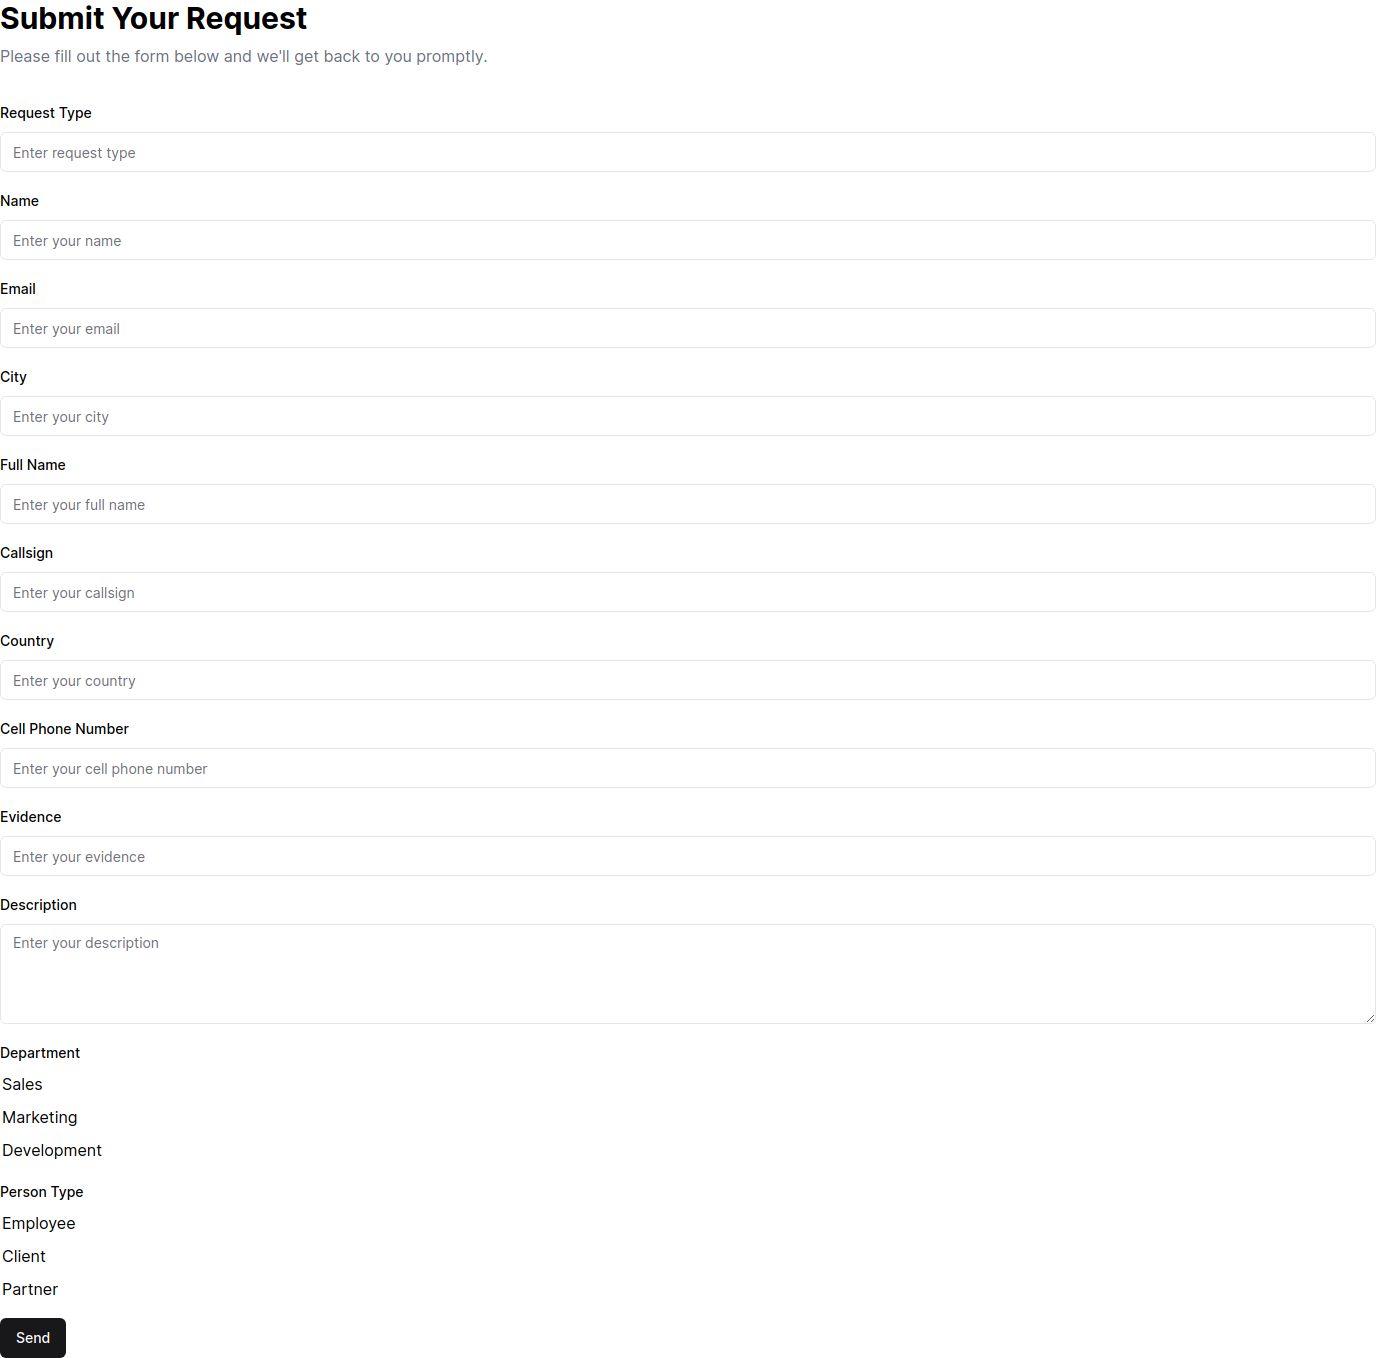 Submit Your Request
Please fill out the form below and we'll get back to you promptly.
Request Type
Enter request type
Name
Enter your name
Email
Enter your email
City
Enter your city
Full Name
Enter your full name
Callsign
Enter your callsign
Country
Enter your country
Cell Phone Number
Enter your cell phone number
Evidence
Enter your evidence
Description
Enter your description
Department
Sales
Marketing
Development
Person Type
Employee
Client
Partner
Send